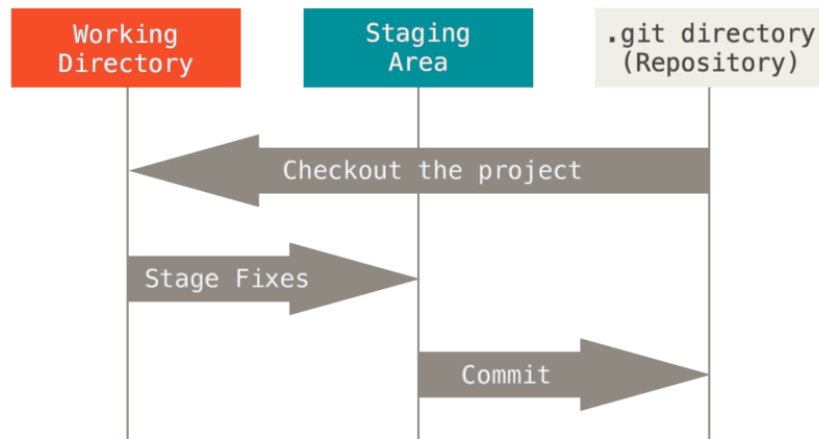 Working
Directory
Staging
Area
.git directory
(Repository)
Checkout the project
Stage Fixes
Commit